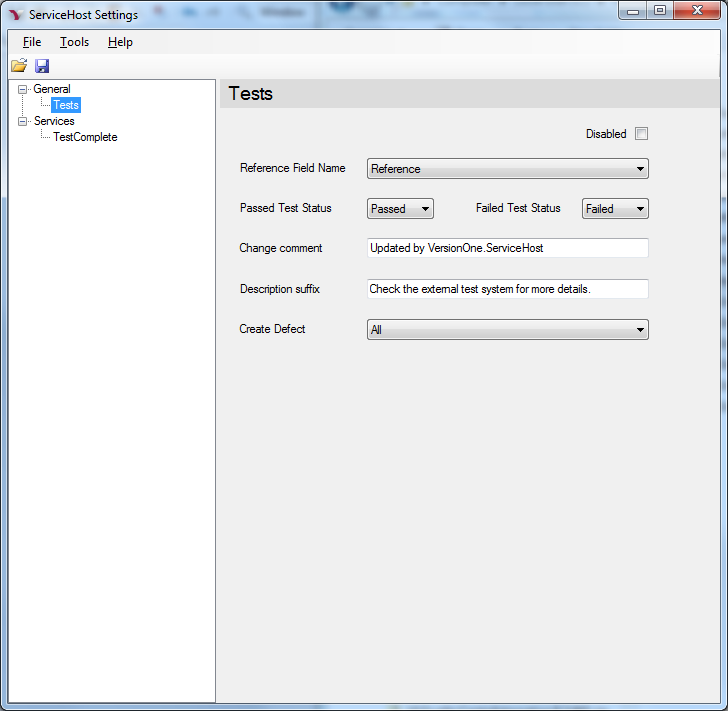 ServiceHost Settings
File Tools Help
General
Tests
Services
TestComplete
Tests
Disabled
Reference Field Name Reference
Passed Test Status Passed Failed Test Status Failed
Change comment Updated by VersionOne.ServiceHost
Description suffix Check the external test system for more details.
Create Defect All